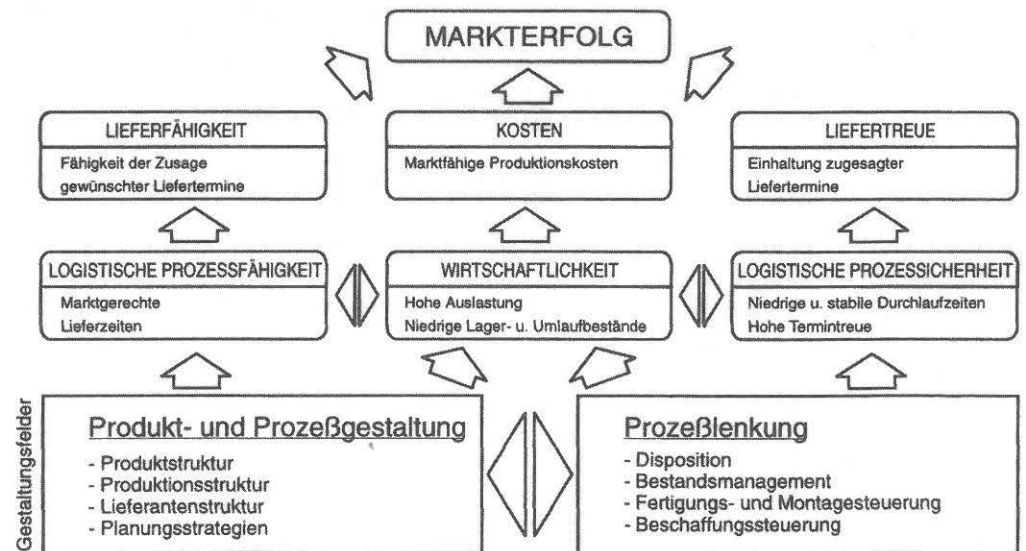 MARKTERFOLG
LIEFERFÄHIGKEIT
Fähigkeit der Zusage
gewünschter Liefertermine
KOSTEN
Marktfähige Produktionskosten
LIEFERTREUE
Einhaltung zugesagter
Liefertermine
LOGISTISCHE PROZESSFÄHIGKEIT
Marktgerechte
Lieferzeiten
WIRTSCHAFTLICHKEIT
Hohe Auslastung
Niedrige Lager- u. Umlaufbestände
LOGISTISCHE PROZESSICHERHEIT
Niedrige u. stabile Durchlaufzeiten
Hohe Termintreue
Gestaltungsfelder
Produkt- und Prozeßgestaltung
- Produktstruktur
- Produktionsstruktur
- Lieferantenstruktur
- Planungsstrategien
Prozeßlenkung
- Disposition
- Bestandsmanagement
- Fertigungs- und Montagesteuerung
- Beschaffungssteuerung